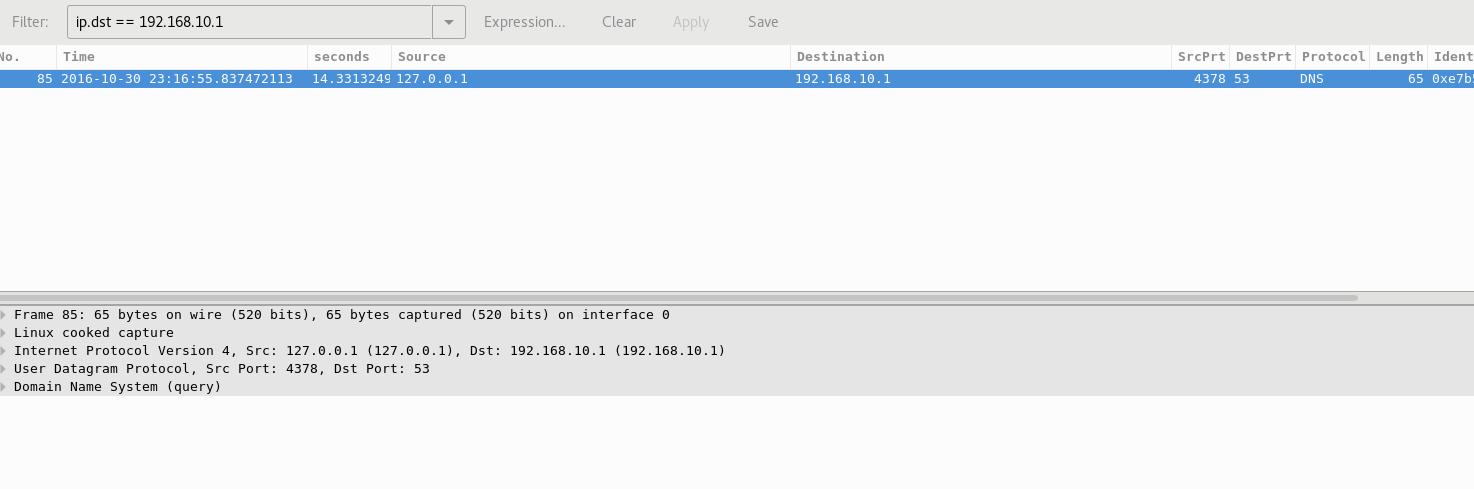 Filter: ip.dst == 192.168.10.1 Expression... Clear Apply Save
No. Time seconds Source Destination SrcPrt DestPrt Protocol Length Ident
85 2016-10-30 23:16:55.837472113 14.3313249 127.0.0.1 192.168.10.1 4378 53 DNS 65 0xe7b
Frame 85: 65 bytes on wire (520 bits), 65 bytes captured (520 bits) on interface 0
Linux cooked capture
Internet Protocol Version 4, Src: 127.0.0.1 (127.0.0.1), Dst: 192.168.10.1 (192.168.10.1)
User Datagram Protocol, Src Port: 4378, Dst Port: 53
Domain Name System (query)